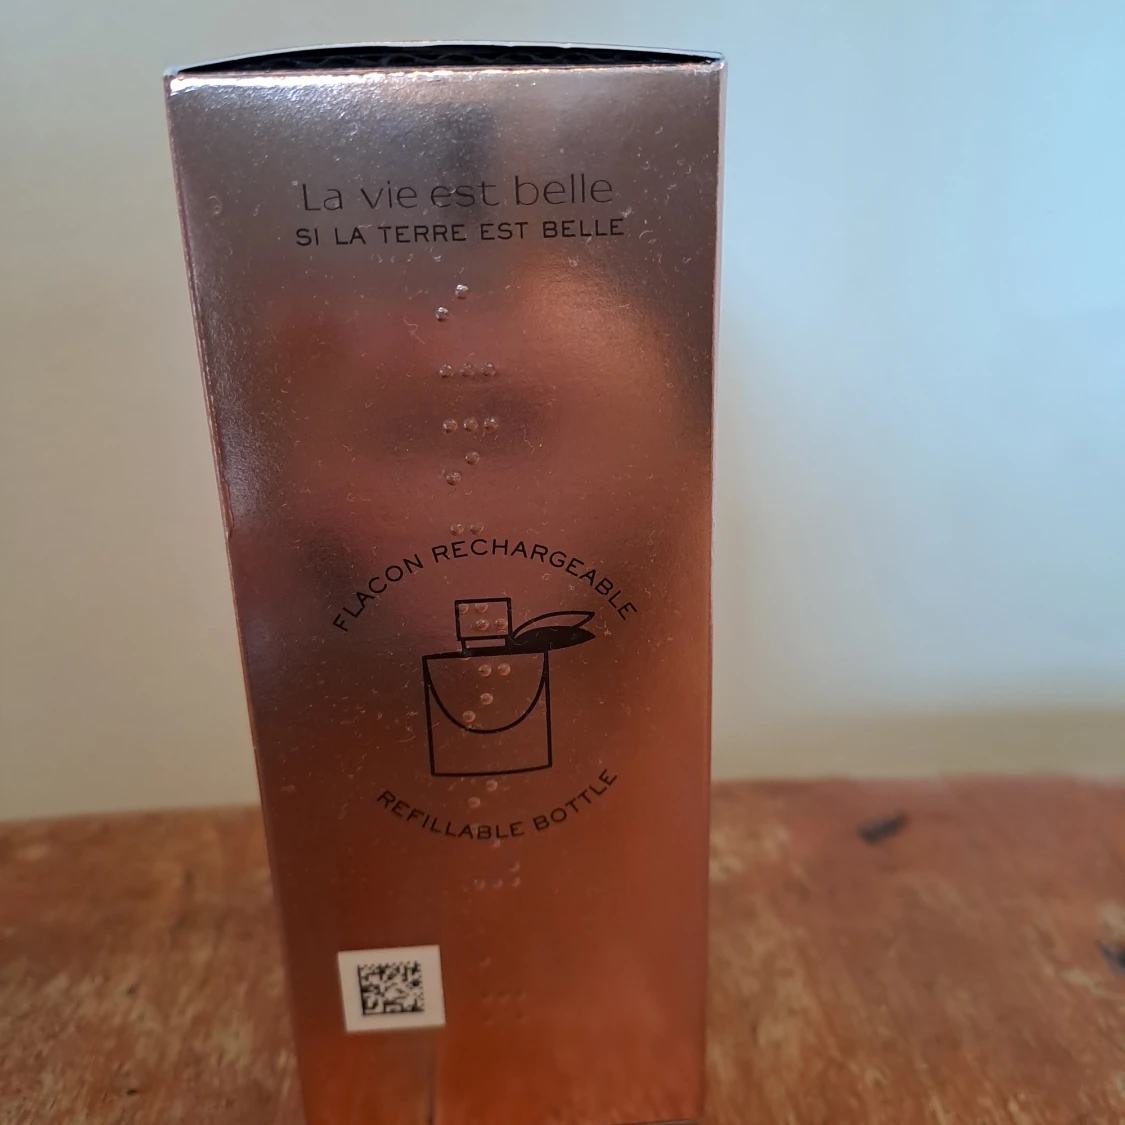 La vie est belle
SI LA TERRE EST BELLE
FLACON RECHARGEABLE
REFILLABLE BOTTLE